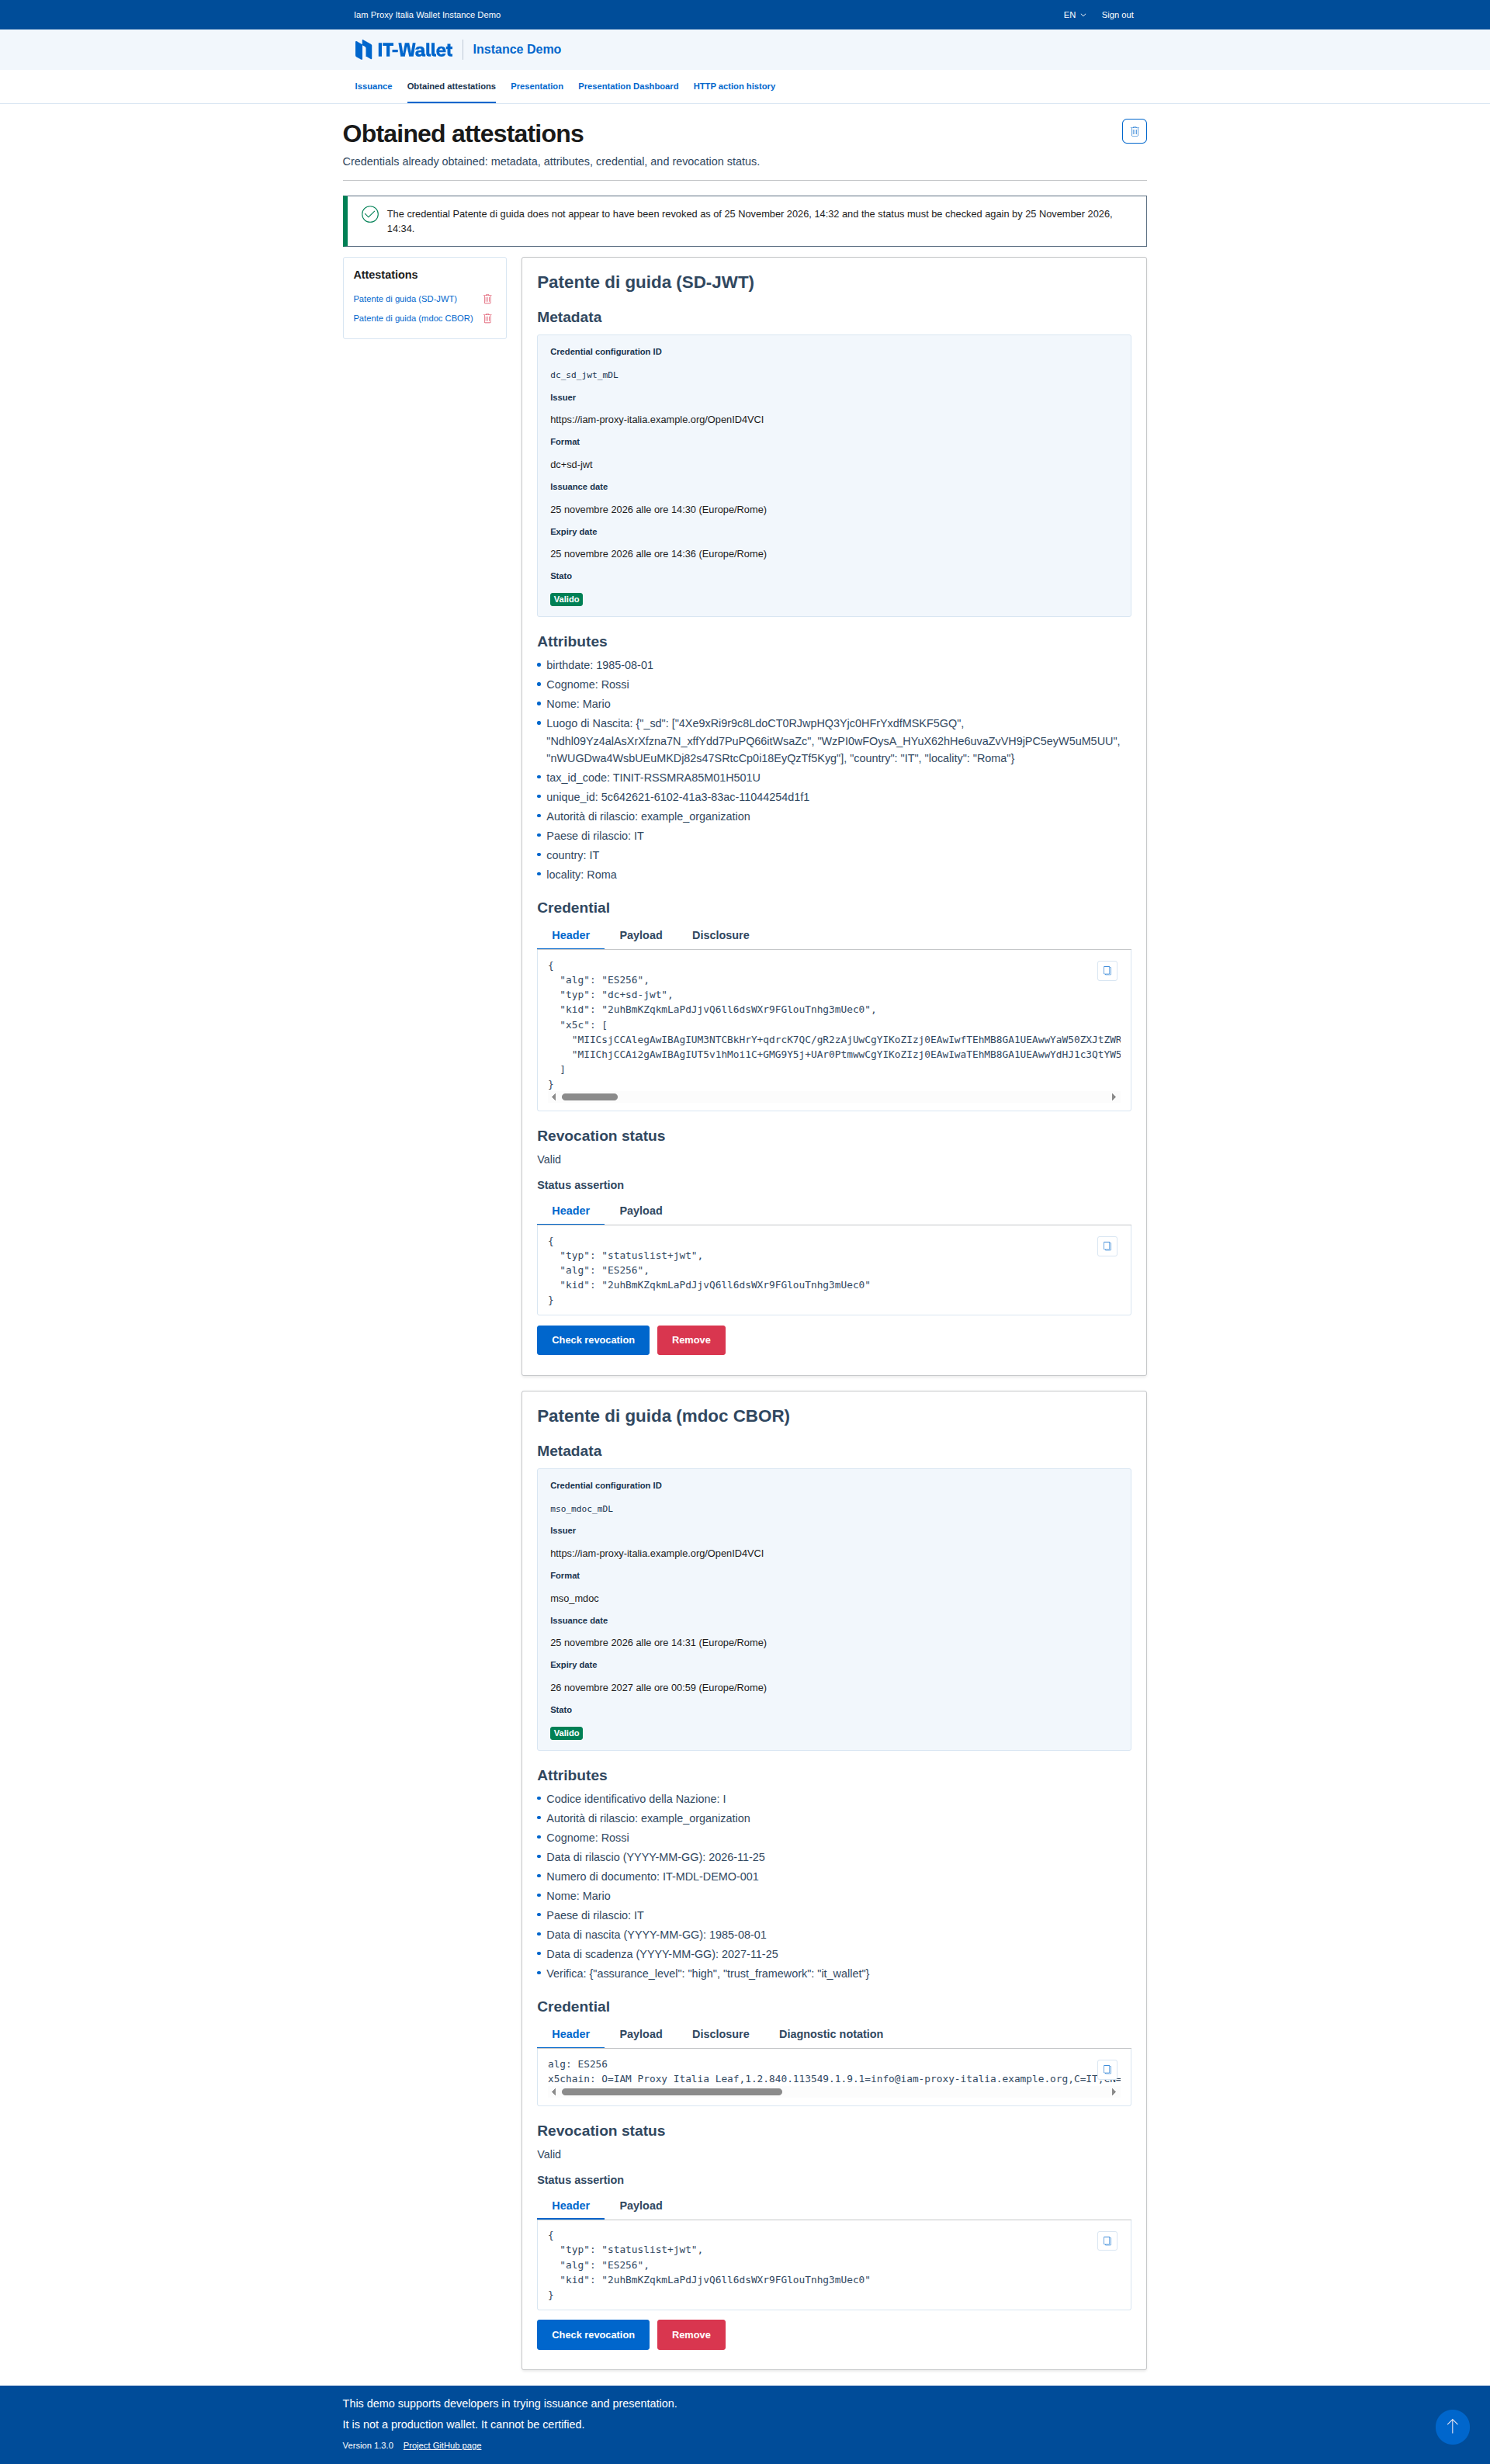 Iam Proxy Italia Wallet Instance Demo
EN
Sign out
IT-Wallet
Instance Demo
Issuance
Obtained attestations
Presentation
Presentation Dashboard
HTTP action history
Obtained attestations
Credentials already obtained: metadata, attributes, credential, and revocation status.
The credential Patente di guida does not appear to have been revoked as of 25 November 2026, 14:32 and the status must be checked again by 25 November 2026,
14:34.
Attestations
Patente di guida (SD-JWT)
Patente di guida (mdoc CBOR)
Patente di guida (SD-JWT)
Metadata
Credential configuration ID
dc_sd_jwt_mDL
Issuer
https://iam-proxy-italia.example.org/OpenID4VCI
Format
dc+sd-jwt
Issuance date
25 novembre 2026 alle ore 14:30 (Europe/Rome)
Expiry date
25 novembre 2026 alle ore 14:36 (Europe/Rome)
Stato
Valido
Attributes
birthdate: 1985-08-01
Cognome: Rossi
Nome: Mario
Luogo di Nascita: {"_sd": ["4Xe9xRi9r9c8LdoCT0RJwpHQ3Yjc0HFrYxdfMSKF5GQ",
"Ndhl09Yz4alAsXrXfzna7N_xffYdd7PuPQ66itWsaZc", "WzPI0wFOysA_HYuX62hHe6uvaZvVH9jPC5eyW5uM5UU",
"nWUGDwa4WsbUEuMKDj82s47SRtcCp0i18EyQzTf5Kyg"], "country": "IT", "locality": "Roma"}
tax_id_code: TINIT-RSSMRA85M01H501U
unique_id: 5c642621-6102-41a3-83ac-11044254d1f1
Autorità di rilascio: example_organization
Paese di rilascio: IT
country: IT
locality: Roma
Credential
Header
Payload
Disclosure
{
"alg": "ES256",
"typ": "dc+sd-jwt",
"kid": "2uhBmKZqkmLaPdJjvQ6ll6dsWXr9FGlouTnhg3mUec0",
"x5c": [
"MIICsjCCAlegAwIBAgIUM3NTCBkHrY+qdrcK7QC/gR2zAjUwCgYIKoZIzj0EAwIwfTEhMB8GA1UEAwwYaW50ZXJtZWR
"MIIChjCCAi2gAwIBAgIUT5v1hMoi1C+GMG9Y5j+UAr0PtmwwCgYIKoZIzj0EAwIwaTEhMB8GA1UEAwwYdHJ1c3QtYW5
]
}
Revocation status
Valid
Status assertion
Header
Payload
{
"typ": "statuslist+jwt",
"alg": "ES256",
"kid": "2uhBmKZqkmLaPdJjvQ6ll6dsWXr9FGlouTnhg3mUec0"
}
Check revocation
Remove
Patente di guida (mdoc CBOR)
Metadata
Credential configuration ID
mso_mdoc_mDL
Issuer
https://iam-proxy-italia.example.org/OpenID4VCI
Format
mso_mdoc
Issuance date
25 novembre 2026 alle ore 14:31 (Europe/Rome)
Expiry date
26 novembre 2027 alle ore 00:59 (Europe/Rome)
Stato
Valido
Attributes
Codice identificativo della Nazione: I
Autorità di rilascio: example_organization
Cognome: Rossi
Data di rilascio (YYYY-MM-GG): 2026-11-25
Numero di documento: IT-MDL-DEMO-001
Nome: Mario
Paese di rilascio: IT
Data di nascita (YYYY-MM-GG): 1985-08-01
Data di scadenza (YYYY-MM-GG): 2027-11-25
Verifica: {"assurance_level": "high", "trust_framework": "it_wallet"}
Credential
Header
Payload
Disclosure
Diagnostic notation
alg: ES256
x5chain: O=IAM Proxy Italia Leaf,1.2.840.113549.1.9.1=info@iam-proxy-italia.example.org,C=IT,CN=
Revocation status
Valid
Status assertion
Header
Payload
{
"typ": "statuslist+jwt",
"alg": "ES256",
"kid": "2uhBmKZqkmLaPdJjvQ6ll6dsWXr9FGlouTnhg3mUec0"
}
Check revocation
Remove
This demo supports developers in trying issuance and presentation.
It is not a production wallet. It cannot be certified.
Version 1.3.0
Project GitHub page